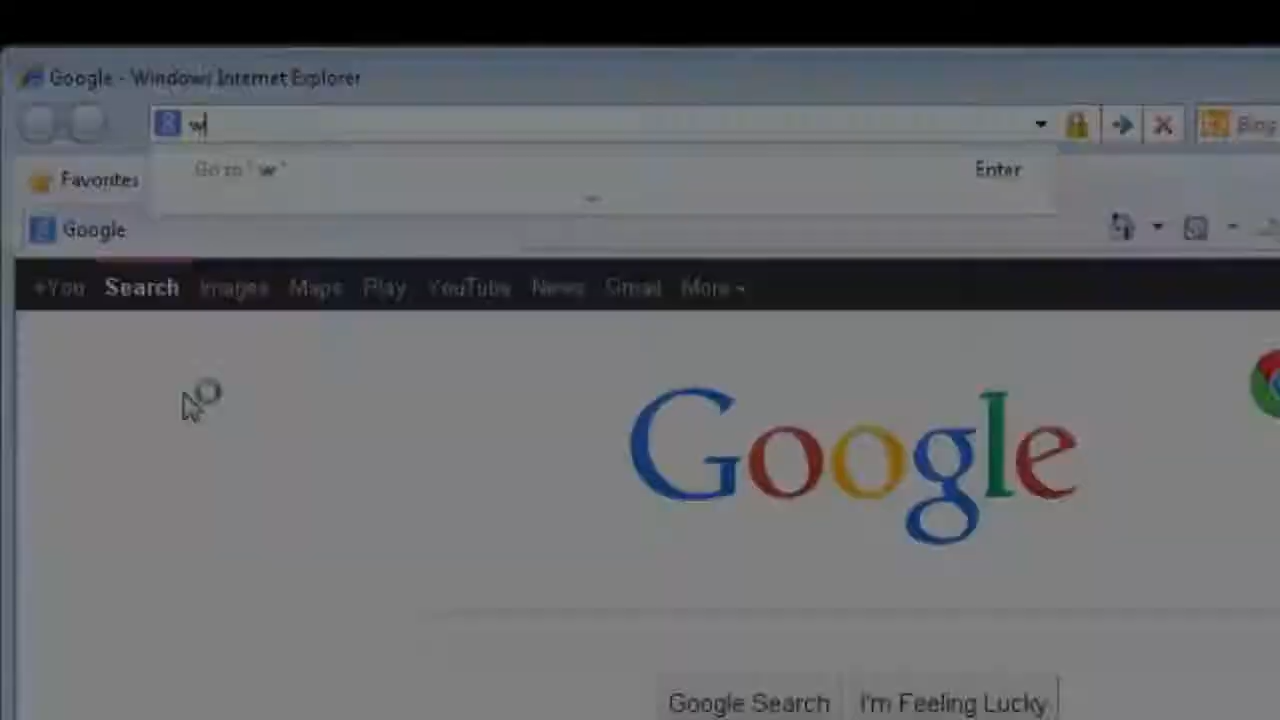 Google - Windows Internet Explorer
w
Bing
Go to " w "
Enter
Favorites
Google
+You Search Images Maps Play YouTube News Gmail More
Google
Google Search I'm Feeling Lucky